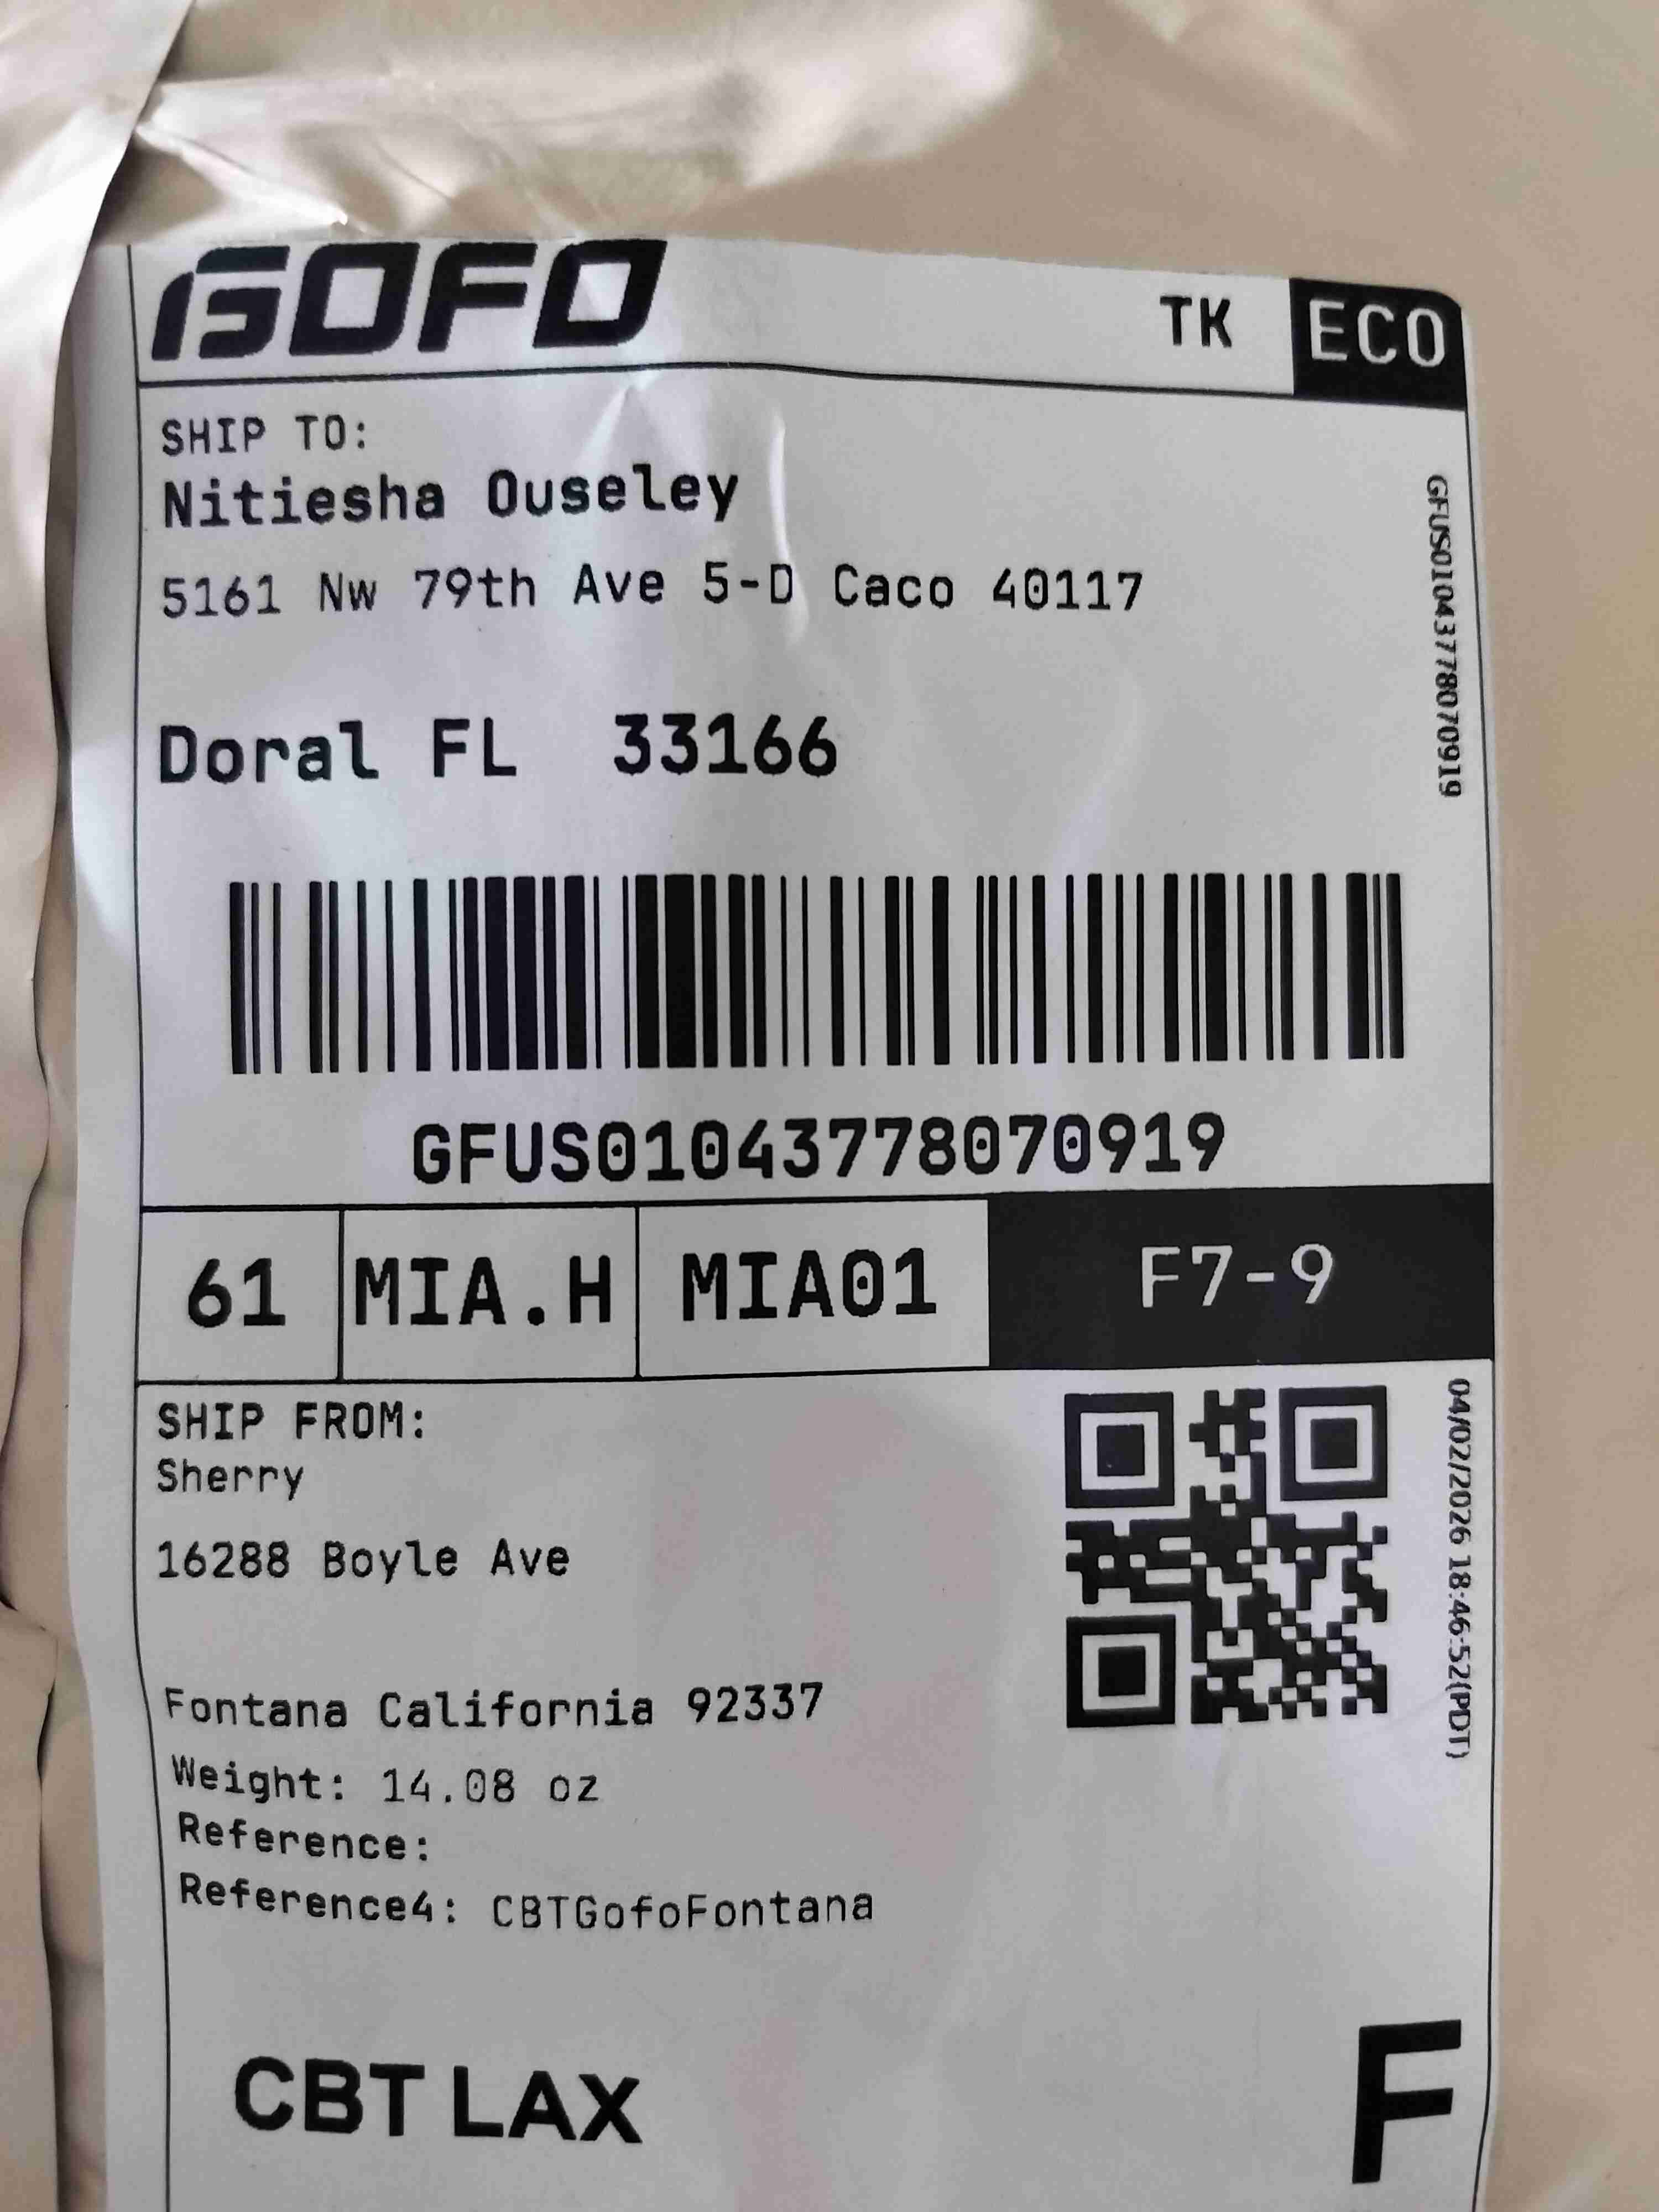 GOFO
TK ECO
SHIP TO:
Nitiesha Ouseley
5161 Nw 79th Ave 5-D Caco 40117
Doral FL 33166
GFUS01043778070919
GFUS01043778070919
61 MIA.H MIA01 F7-9
SHIP FROM:
Sherry
16288 Boyle Ave
Fontana California 92337
Weight: 14.08 oz
Reference:
Reference4: CBTGofoFontana
04/02/2026 18:46:52(PDT)
CBT LAX
F